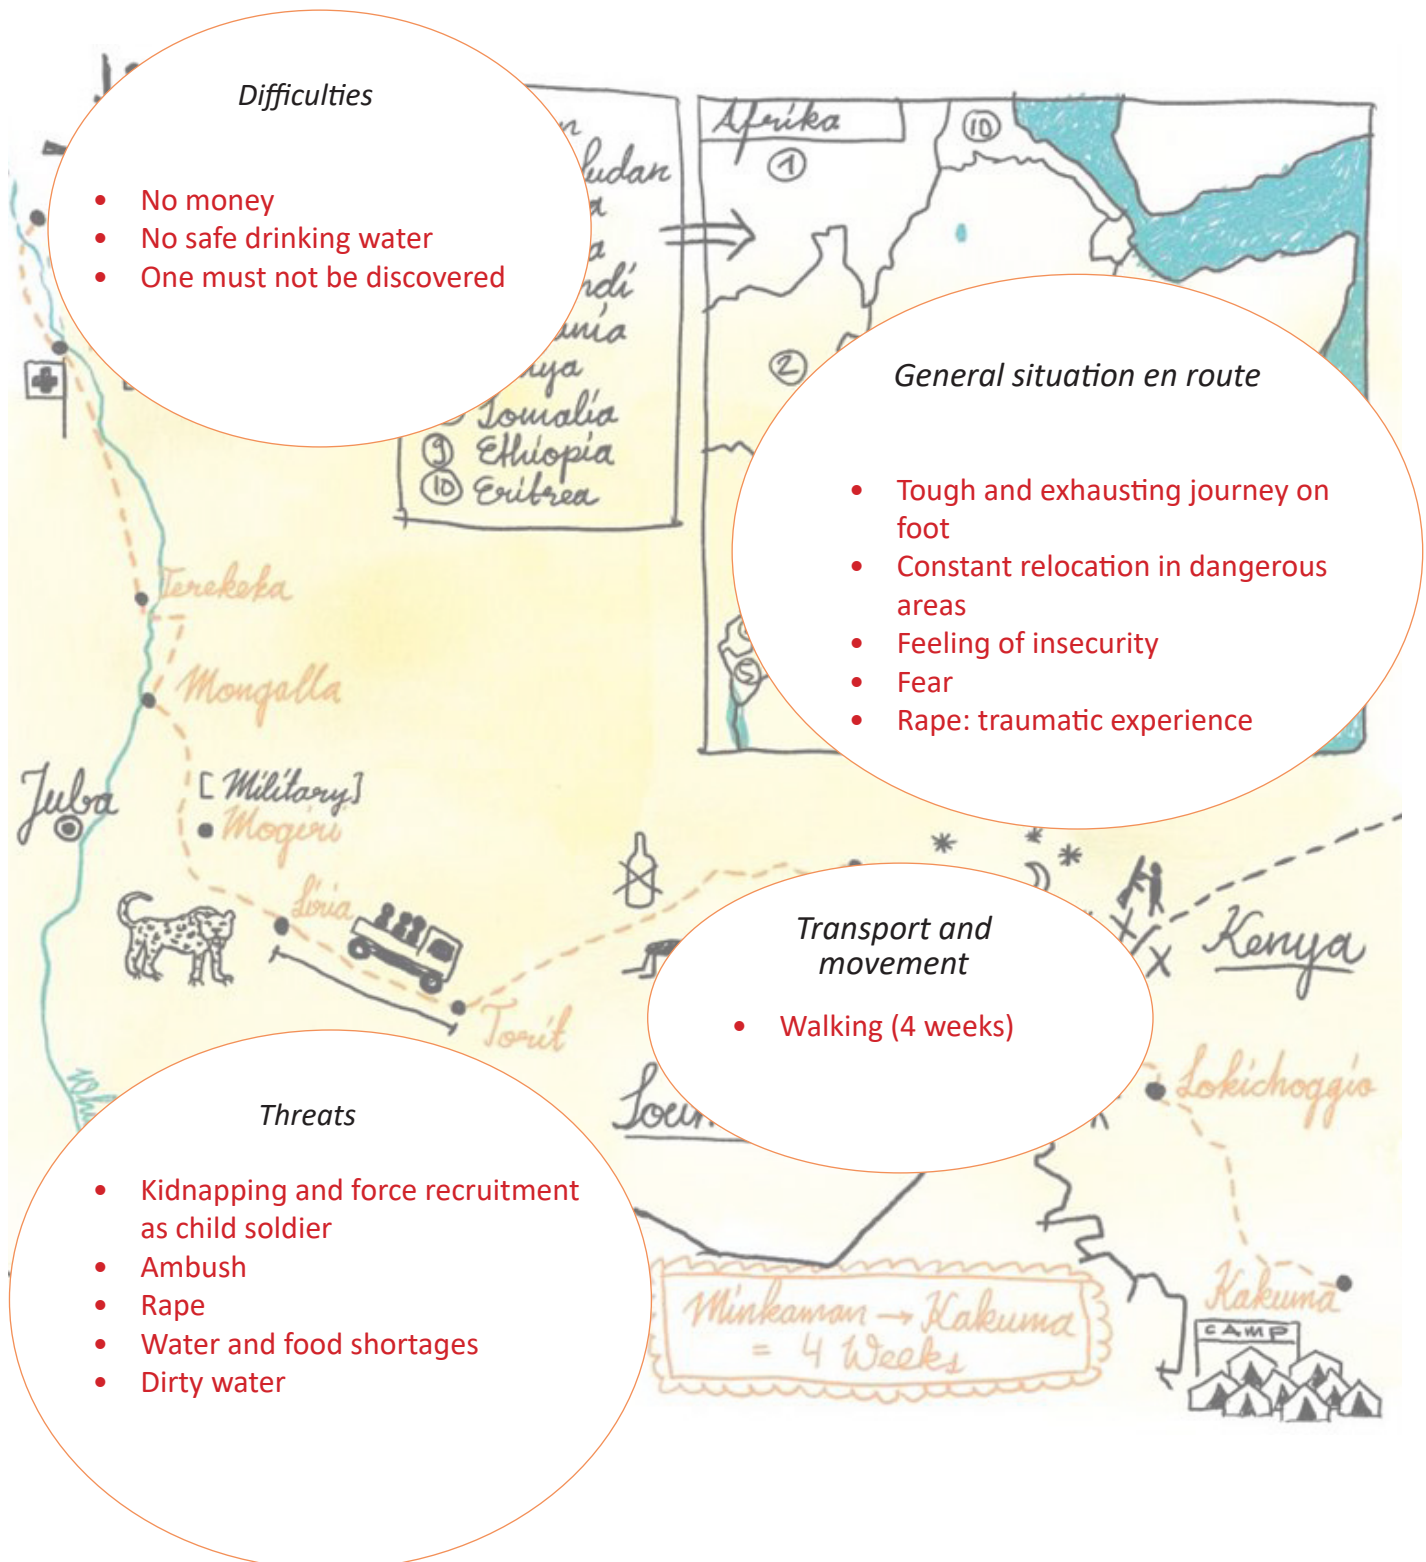 Difficulties
• No money
• No safe drinking water
• One must not be discovered
Afrika
①
⑩
②
⑤
Somalia
⑨ Ethiopia
⑩ Eritrea
General situation en route
• Tough and exhausting journey on
foot
• Constant relocation in dangerous
areas
• Feeling of insecurity
• Fear
• Rape: traumatic experience
Terekeka
Mongalla
Juba
[Military]
Mogiri
Liria
Torit
Transport and
movement
• Walking (4 weeks)
Kenya
Lokichoggio
Threats
• Kidnapping and force recruitment
as child soldier
• Ambush
• Rape
• Water and food shortages
• Dirty water
Minkaman → Kakuma
= 4 Weeks
Kakuma
CAMP